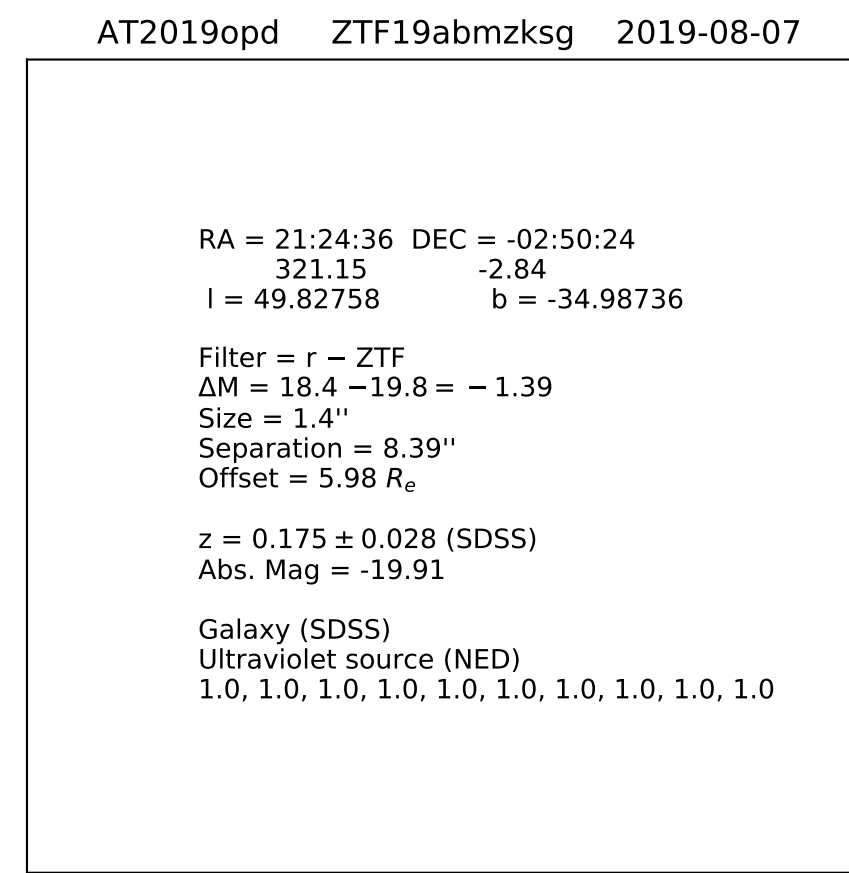 AT2019opd ZTF19abmzksg 2019-08-07
RA = 21:24:36 DEC = -02:50:24
321.15 -2.84
l = 49.82758 b = -34.98736
Filter = r − ZTF
ΔM = 18.4 −19.8 = − 1.39
Size = 1.4''
Separation = 8.39''
Offset = 5.98 Re
z = 0.175 ± 0.028 (SDSS)
Abs. Mag = -19.91
Galaxy (SDSS)
Ultraviolet source (NED)
1.0, 1.0, 1.0, 1.0, 1.0, 1.0, 1.0, 1.0, 1.0, 1.0